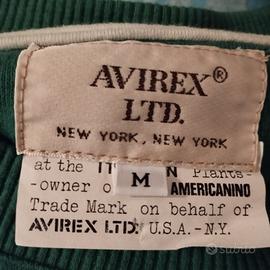 AVIREX®
LTD.
NEW YORK, NEW YORK
at the IT N Plants-
-owner o M AMERICANINO
Trade Mark on behalf of
AVIREX LTD. U.S.A. - N.Y.
subito